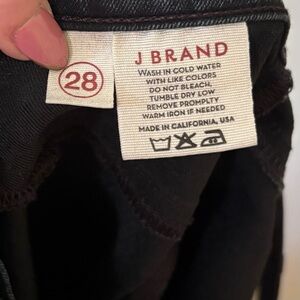 28
J BRAND
WASH IN COLD WATER
WITH LIKE COLORS
DO NOT BLEACH,
TUMBLE DRY LOW
REMOVE PROMPTLY
WARM IRON IF NEEDED
MADE IN CALIFORNIA, USA